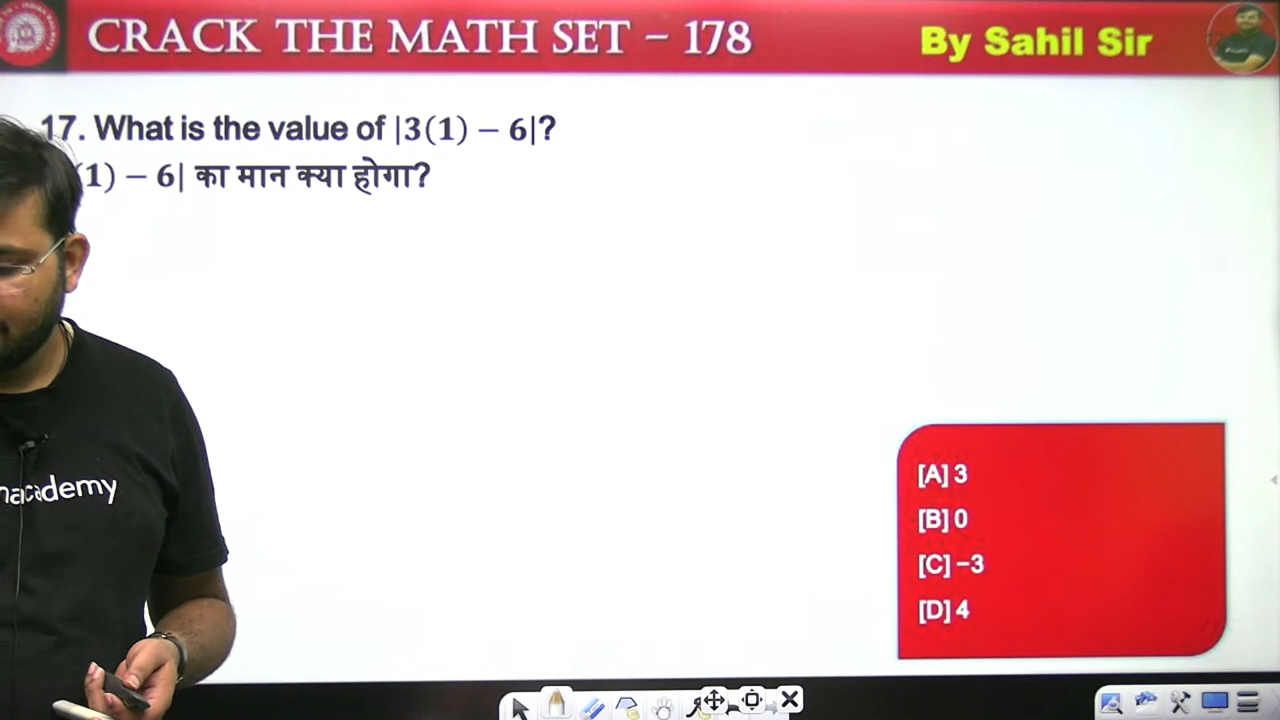 CRACK THE MATH SET – 178
By Sahil Sir
17. What is the value of |3(1) − 6|?
(1) − 6| का मान क्या होगा?
[A] 3
[B] 0
[C] −3
[D] 4
academy